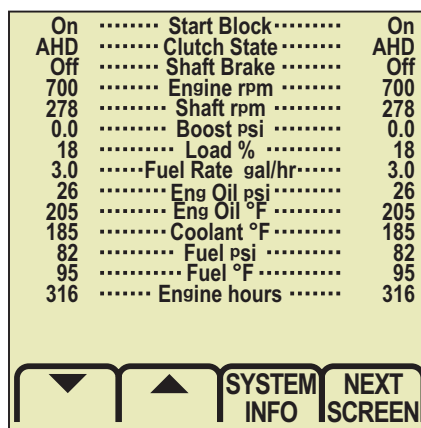 On ········ Start Block········ On
AHD ········ Clutch State ········ AHD
Off ········ Shaft Brake ········ Off
700 ········ Engine rpm ········ 700
278 ········ Shaft rpm ········ 278
0.0 ········ Boost psi ········ 0.0
18 ········ Load % ········ 18
3.0 ······Fuel Rate gal/hr······ 3.0
26 ········ Eng Oil psi ········ 26
205 ········ Eng Oil °F ········ 205
185 ········ Coolant °F ········ 185
82 ········ Fuel psi ········ 82
95 ········ Fuel °F ········ 95
316 ······· Engine hours ······· 316
SYSTEM INFO
NEXT SCREEN